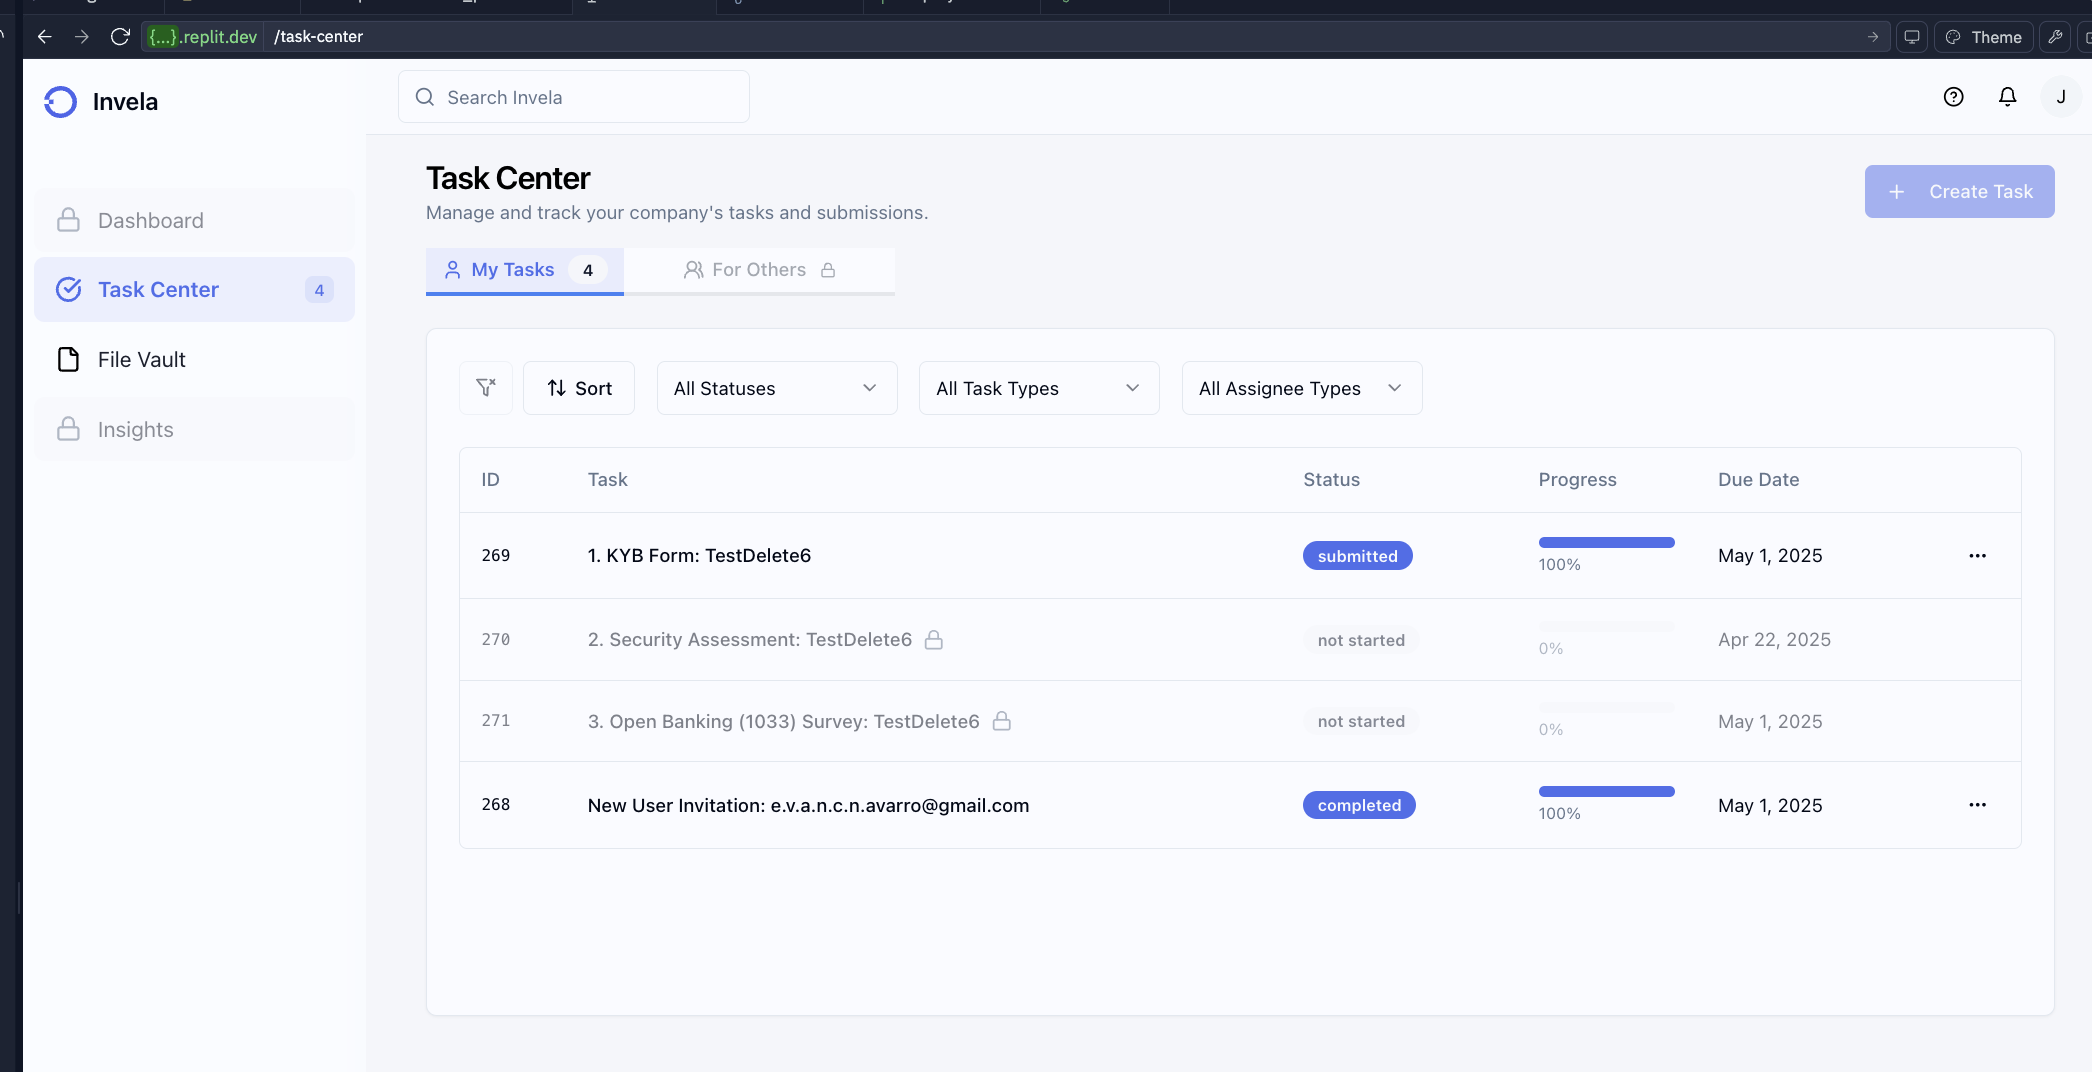 {...}.replit.dev /task-center
Theme
Invela
Search Invela
J
Dashboard
Task Center 4
File Vault
Insights
Task Center
Manage and track your company's tasks and submissions.
Create Task
My Tasks 4
For Others
Sort
All Statuses
All Task Types
All Assignee Types
ID Task Status Progress Due Date
269 1. KYB Form: TestDelete6 submitted 100% May 1, 2025
270 2. Security Assessment: TestDelete6 not started 0% Apr 22, 2025
271 3. Open Banking (1033) Survey: TestDelete6 not started 0% May 1, 2025
268 New User Invitation: e.v.a.n.c.n.avarro@gmail.com completed 100% May 1, 2025